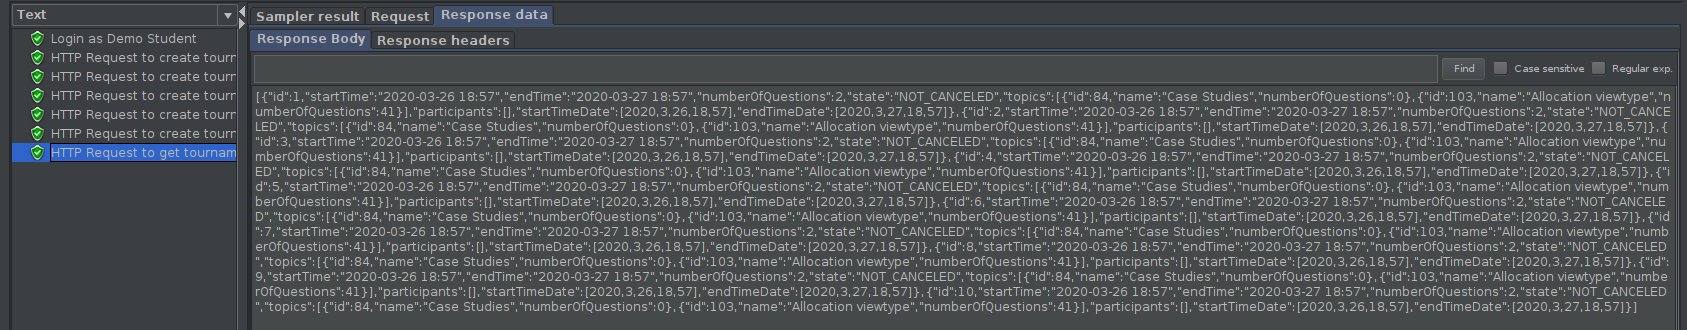 Text
Login as Demo Student
HTTP Request to create tourr
HTTP Request to create tourr
HTTP Request to create tourr
HTTP Request to create tourr
HTTP Request to create tourr
HTTP Request to get tournam
Sampler result Request Response data
Response Body Response headers
Find Case sensitive Regular exp.
[{"id":1,"startTime":"2020-03-26 18:57","endTime":"2020-03-27 18:57","numberOfQuestions":2,"state":"NOT_CANCELED","topics":[{"id":84,"name":"Case Studies","numberOfQuestions":0},{"id":103,"name":"Allocation viewtype","n
umberOfQuestions":41}],"participants":[],"startTimeDate":[2020,3,26,18,57],"endTimeDate":[2020,3,27,18,57]},{"id":2,"startTime":"2020-03-26 18:57","endTime":"2020-03-27 18:57","numberOfQuestions":2,"state":"NOT_CANCE
LED","topics":[{"id":84,"name":"Case Studies","numberOfQuestions":0},{"id":103,"name":"Allocation viewtype","numberOfQuestions":41}],"participants":[],"startTimeDate":[2020,3,26,18,57],"endTimeDate":[2020,3,27,18,57]},{
"id":3,"startTime":"2020-03-26 18:57","endTime":"2020-03-27 18:57","numberOfQuestions":2,"state":"NOT_CANCELED","topics":[{"id":84,"name":"Case Studies","numberOfQuestions":0},{"id":103,"name":"Allocation viewtype","nu
mberOfQuestions":41}],"participants":[],"startTimeDate":[2020,3,26,18,57],"endTimeDate":[2020,3,27,18,57]},{"id":4,"startTime":"2020-03-26 18:57","endTime":"2020-03-27 18:57","numberOfQuestions":2,"state":"NOT_CANCEL
ED","topics":[{"id":84,"name":"Case Studies","numberOfQuestions":0},{"id":103,"name":"Allocation viewtype","numberOfQuestions":41}],"participants":[],"startTimeDate":[2020,3,26,18,57],"endTimeDate":[2020,3,27,18,57]},{"i
d":5,"startTime":"2020-03-26 18:57","endTime":"2020-03-27 18:57","numberOfQuestions":2,"state":"NOT_CANCELED","topics":[{"id":84,"name":"Case Studies","numberOfQuestions":0},{"id":103,"name":"Allocation viewtype","num
berOfQuestions":41}],"participants":[],"startTimeDate":[2020,3,26,18,57],"endTimeDate":[2020,3,27,18,57]},{"id":6,"startTime":"2020-03-26 18:57","endTime":"2020-03-27 18:57","numberOfQuestions":2,"state":"NOT_CANCELE
D","topics":[{"id":84,"name":"Case Studies","numberOfQuestions":0},{"id":103,"name":"Allocation viewtype","numberOfQuestions":41}],"participants":[],"startTimeDate":[2020,3,26,18,57],"endTimeDate":[2020,3,27,18,57]},{"id
":7,"startTime":"2020-03-26 18:57","endTime":"2020-03-27 18:57","numberOfQuestions":2,"state":"NOT_CANCELED","topics":[{"id":84,"name":"Case Studies","numberOfQuestions":0},{"id":103,"name":"Allocation viewtype","numb
erOfQuestions":41}],"participants":[],"startTimeDate":[2020,3,26,18,57],"endTimeDate":[2020,3,27,18,57]},{"id":8,"startTime":"2020-03-26 18:57","endTime":"2020-03-27 18:57","numberOfQuestions":2,"state":"NOT_CANCELED
","topics":[{"id":84,"name":"Case Studies","numberOfQuestions":0},{"id":103,"name":"Allocation viewtype","numberOfQuestions":41}],"participants":[],"startTimeDate":[2020,3,26,18,57],"endTimeDate":[2020,3,27,18,57]},{"id":
9,"startTime":"2020-03-26 18:57","endTime":"2020-03-27 18:57","numberOfQuestions":2,"state":"NOT_CANCELED","topics":[{"id":84,"name":"Case Studies","numberOfQuestions":0},{"id":103,"name":"Allocation viewtype","numbe
rOfQuestions":41}],"participants":[],"startTimeDate":[2020,3,26,18,57],"endTimeDate":[2020,3,27,18,57]},{"id":10,"startTime":"2020-03-26 18:57","endTime":"2020-03-27 18:57","numberOfQuestions":2,"state":"NOT_CANCELED
","topics":[{"id":84,"name":"Case Studies","numberOfQuestions":0},{"id":103,"name":"Allocation viewtype","numberOfQuestions":41}],"participants":[],"startTimeDate":[2020,3,26,18,57],"endTimeDate":[2020,3,27,18,57]}]